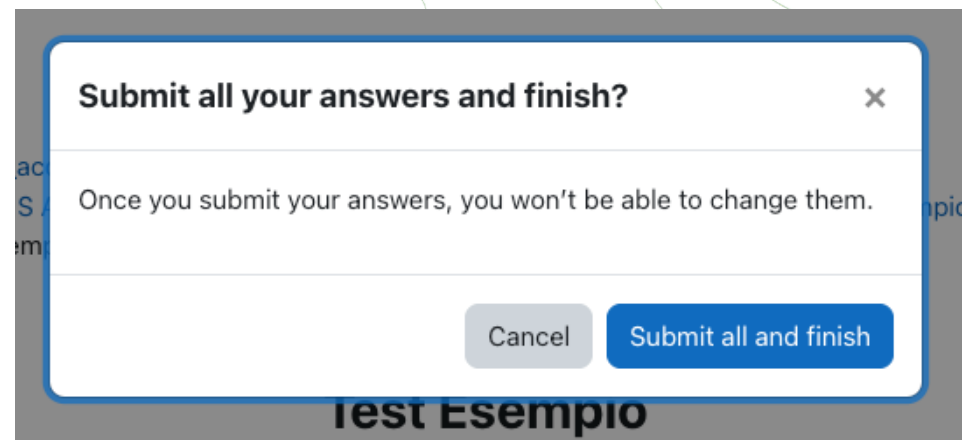 Submit all your answers and finish?
×
Once you submit your answers, you won't be able to change them.
Cancel
Submit all and finish
Test Esempio